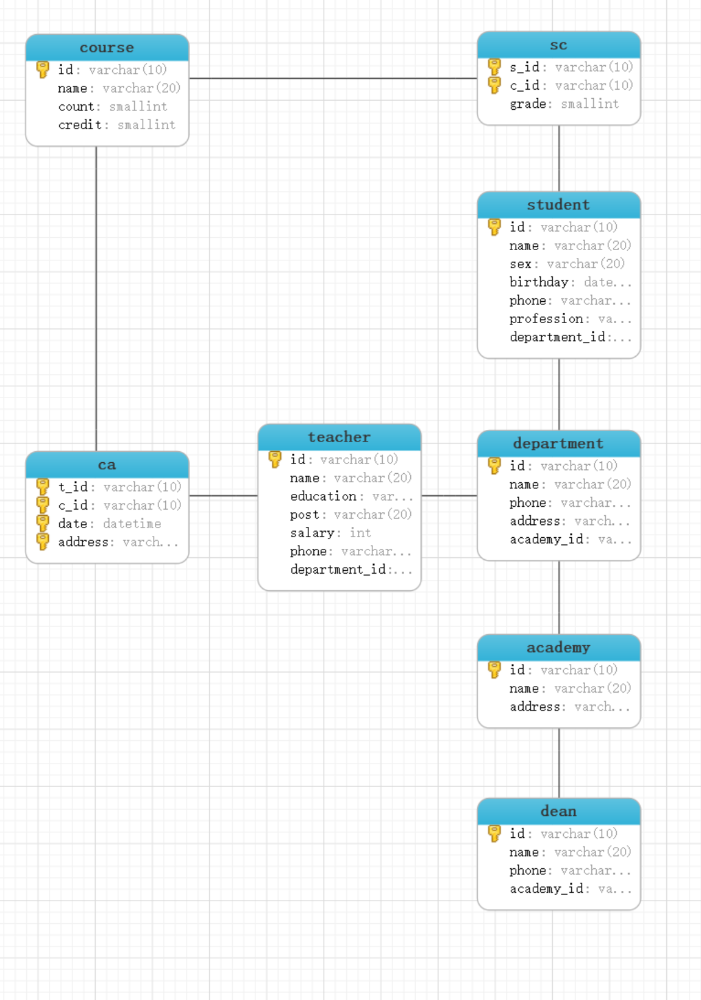 course
id: varchar(10)
name: varchar(20)
count: smallint
credit: smallint
sc
s_id: varchar(10)
c_id: varchar(10)
grade: smallint
student
id: varchar(10)
name: varchar(20)
sex: varchar(20)
birthday: date...
phone: varchar...
profession: va...
department_id:...
ca
t_id: varchar(10)
c_id: varchar(10)
date: datetime
address: varch...
teacher
id: varchar(10)
name: varchar(20)
education: var...
post: varchar(20)
salary: int
phone: varchar...
department_id:...
department
id: varchar(10)
name: varchar(20)
phone: varchar...
address: varch...
academy_id: va...
academy
id: varchar(10)
name: varchar(20)
address: varch...
dean
id: varchar(10)
name: varchar(20)
phone: varchar...
academy_id: va...